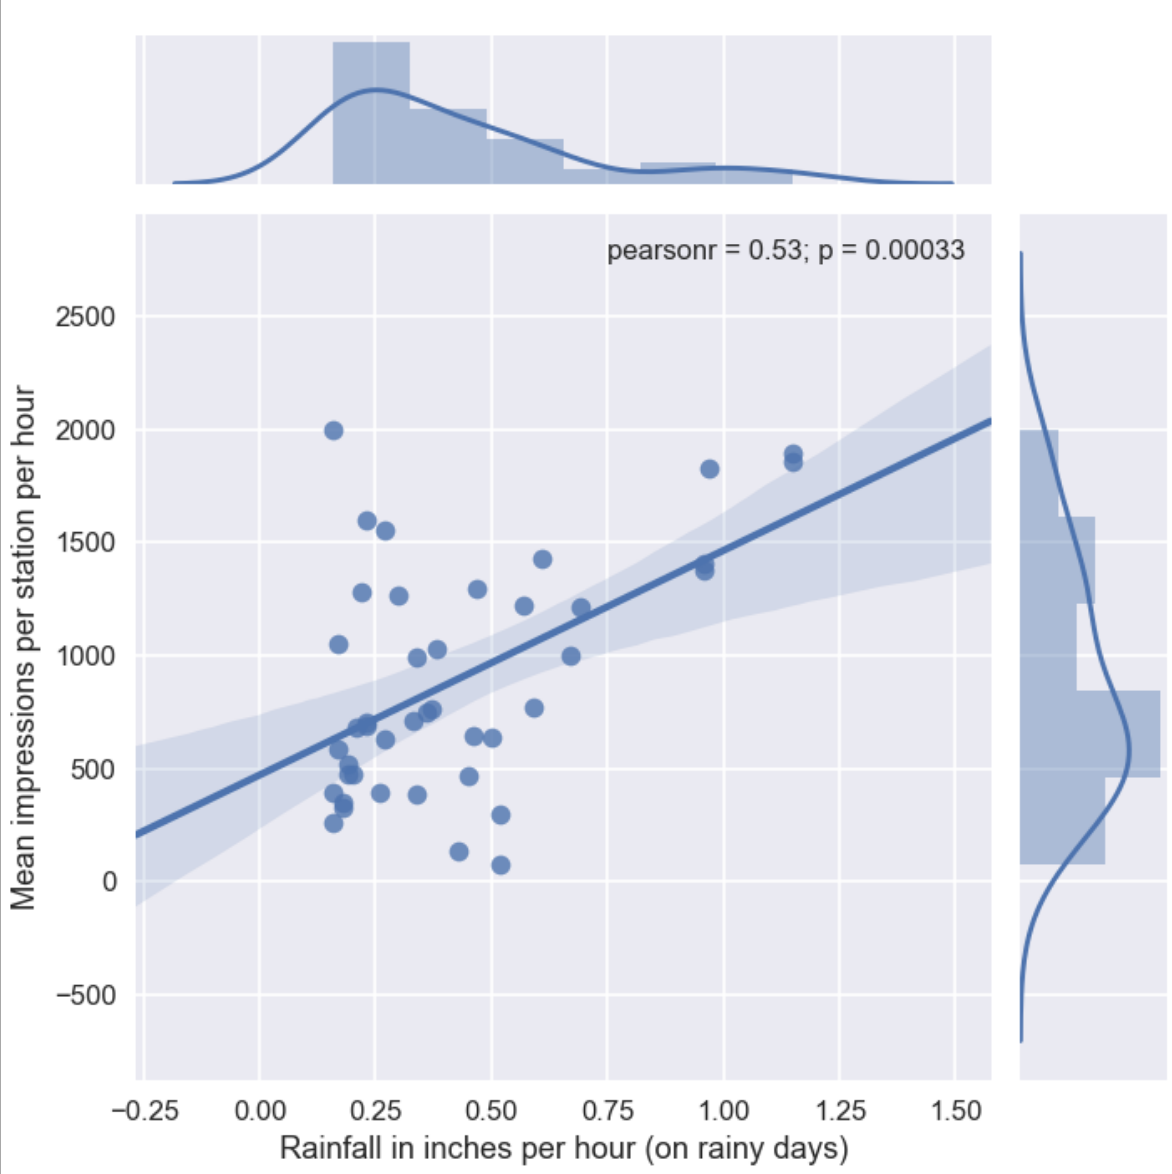 pearsonr = 0.53; p = 0.00033
2500
2000
1500
1000
500
0
−500
Mean impressions per station per hour
−0.25 0.00 0.25 0.50 0.75 1.00 1.25 1.50
Rainfall in inches per hour (on rainy days)